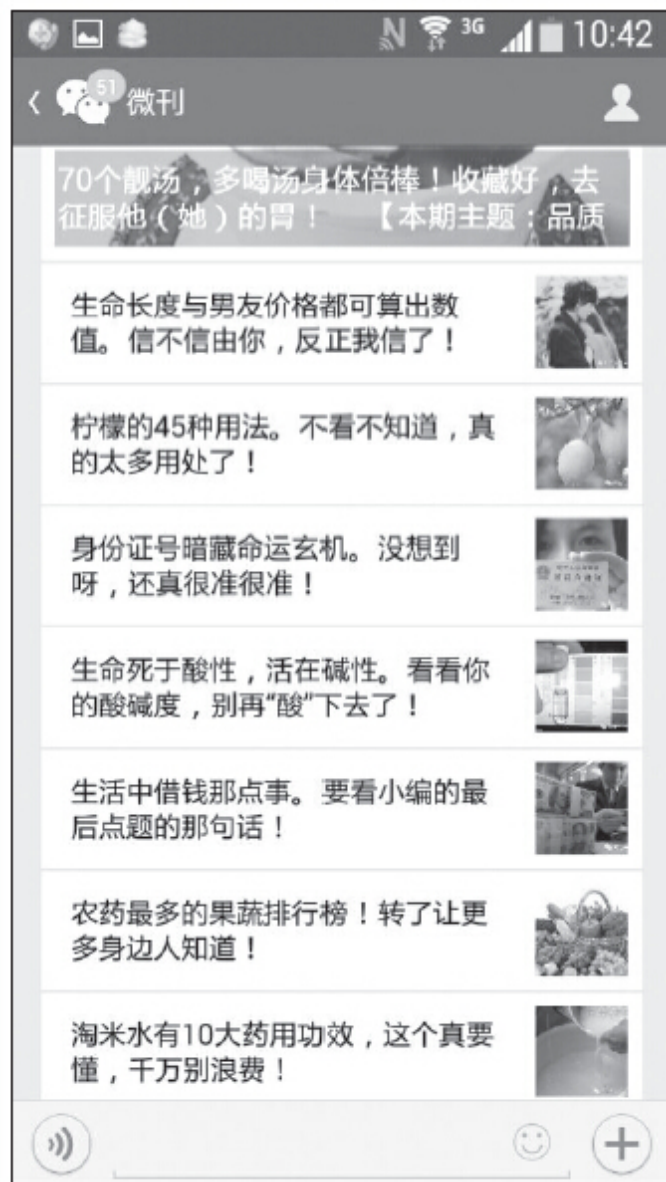 3G 10:42
51 微刊
70个靓汤，多喝汤身体倍棒！收藏好，去
征服他（她）的胃！ 【本期主题：品质
生命长度与男友价格都可算出数
值。信不信由你，反正我信了！
柠檬的45种用法。不看不知道，真
的太多用处了！
身份证号暗藏命运玄机。没想到
呀，还真很准很准！
生命死于酸性，活在碱性。看看你
的酸碱度，别再“酸”下去了！
生活中借钱那点事。要看小编的最
后点题的那句话！
农药最多的果蔬排行榜！转了让更
多身边人知道！
淘米水有10大药用功效，这个真要
懂，千万别浪费！